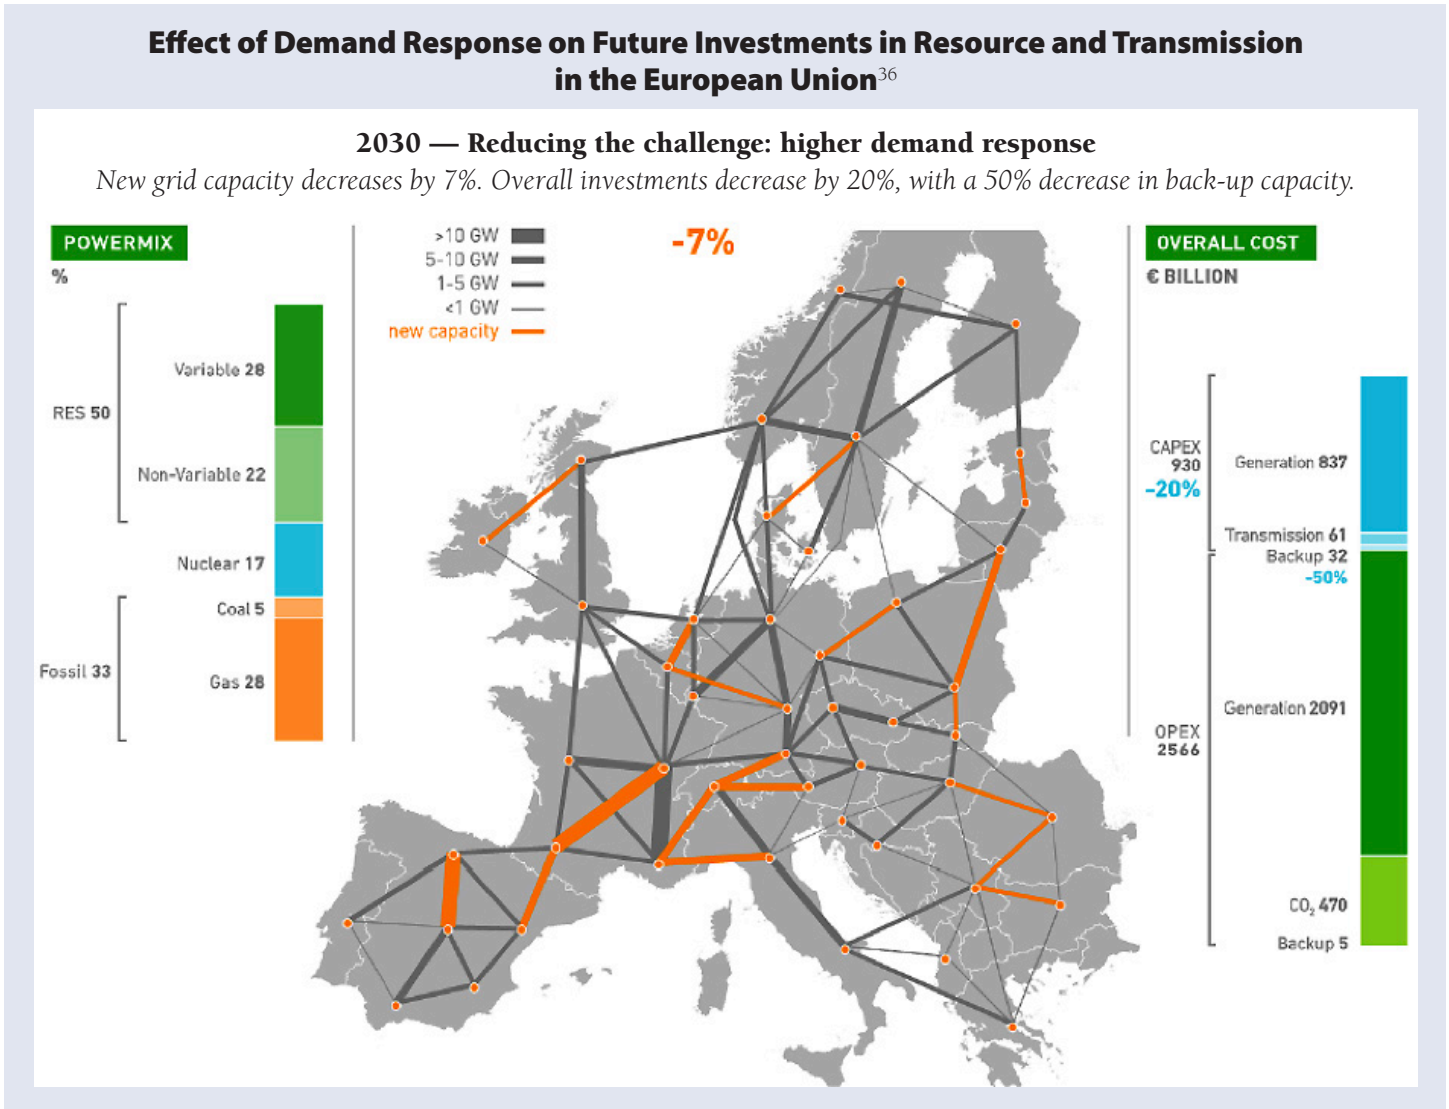 Effect of Demand Response on Future Investments in Resource and Transmission
in the European Union36
2030 — Reducing the challenge: higher demand response
New grid capacity decreases by 7%. Overall investments decrease by 20%, with a 50% decrease in back-up capacity.
POWERMIX
%
RES 50
Variable 28
Non-Variable 22
Nuclear 17
Coal 5
Fossil 33
Gas 28
>10 GW
5-10 GW
1-5 GW
<1 GW
new capacity
-7%
OVERALL COST
€ BILLION
CAPEX
930
-20%
Generation 837
Transmission 61
Backup 32
-50%
OPEX
2566
Generation 2091
CO₂ 470
Backup 5